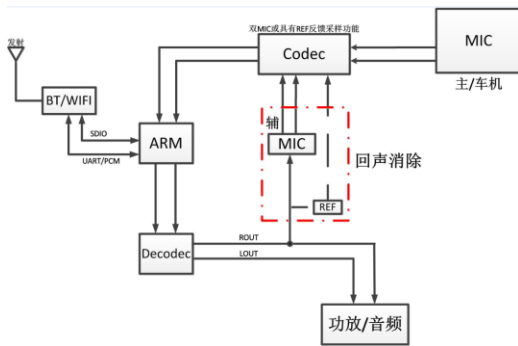 发射
双MIC或具有REF反馈采样功能
Codec
MIC
主/车机
BT/WIFI
SDIO
UART/PCM
ARM
辅
MIC
回声消除
REF
Decodec
ROUT
LOUT
功放/音频